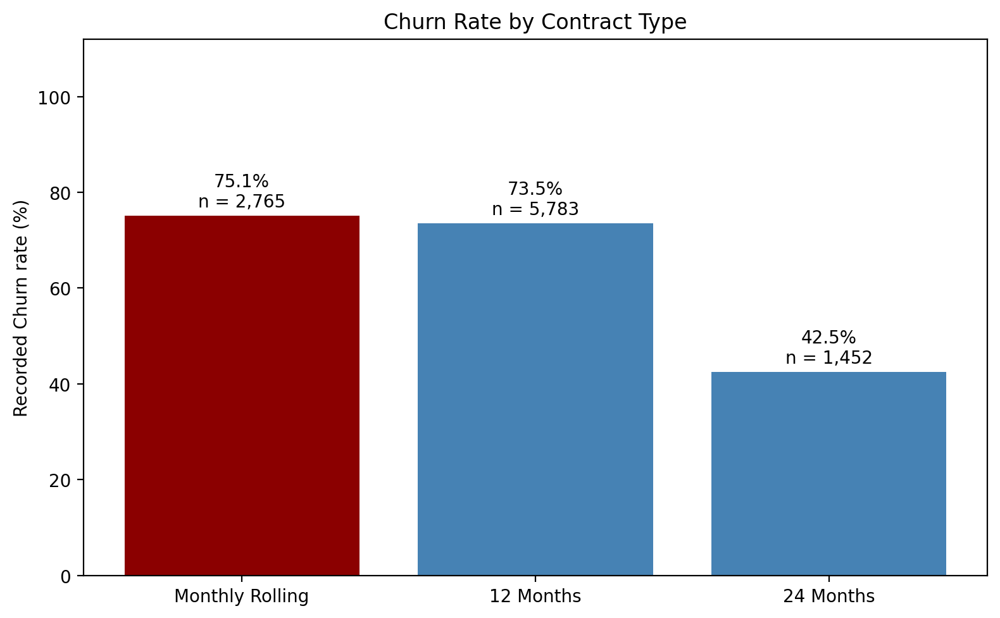 Churn Rate by Contract Type
Recorded Churn rate (%)
100
80
60
40
20
0
75.1%
n = 2,765
73.5%
n = 5,783
42.5%
n = 1,452
Monthly Rolling
12 Months
24 Months